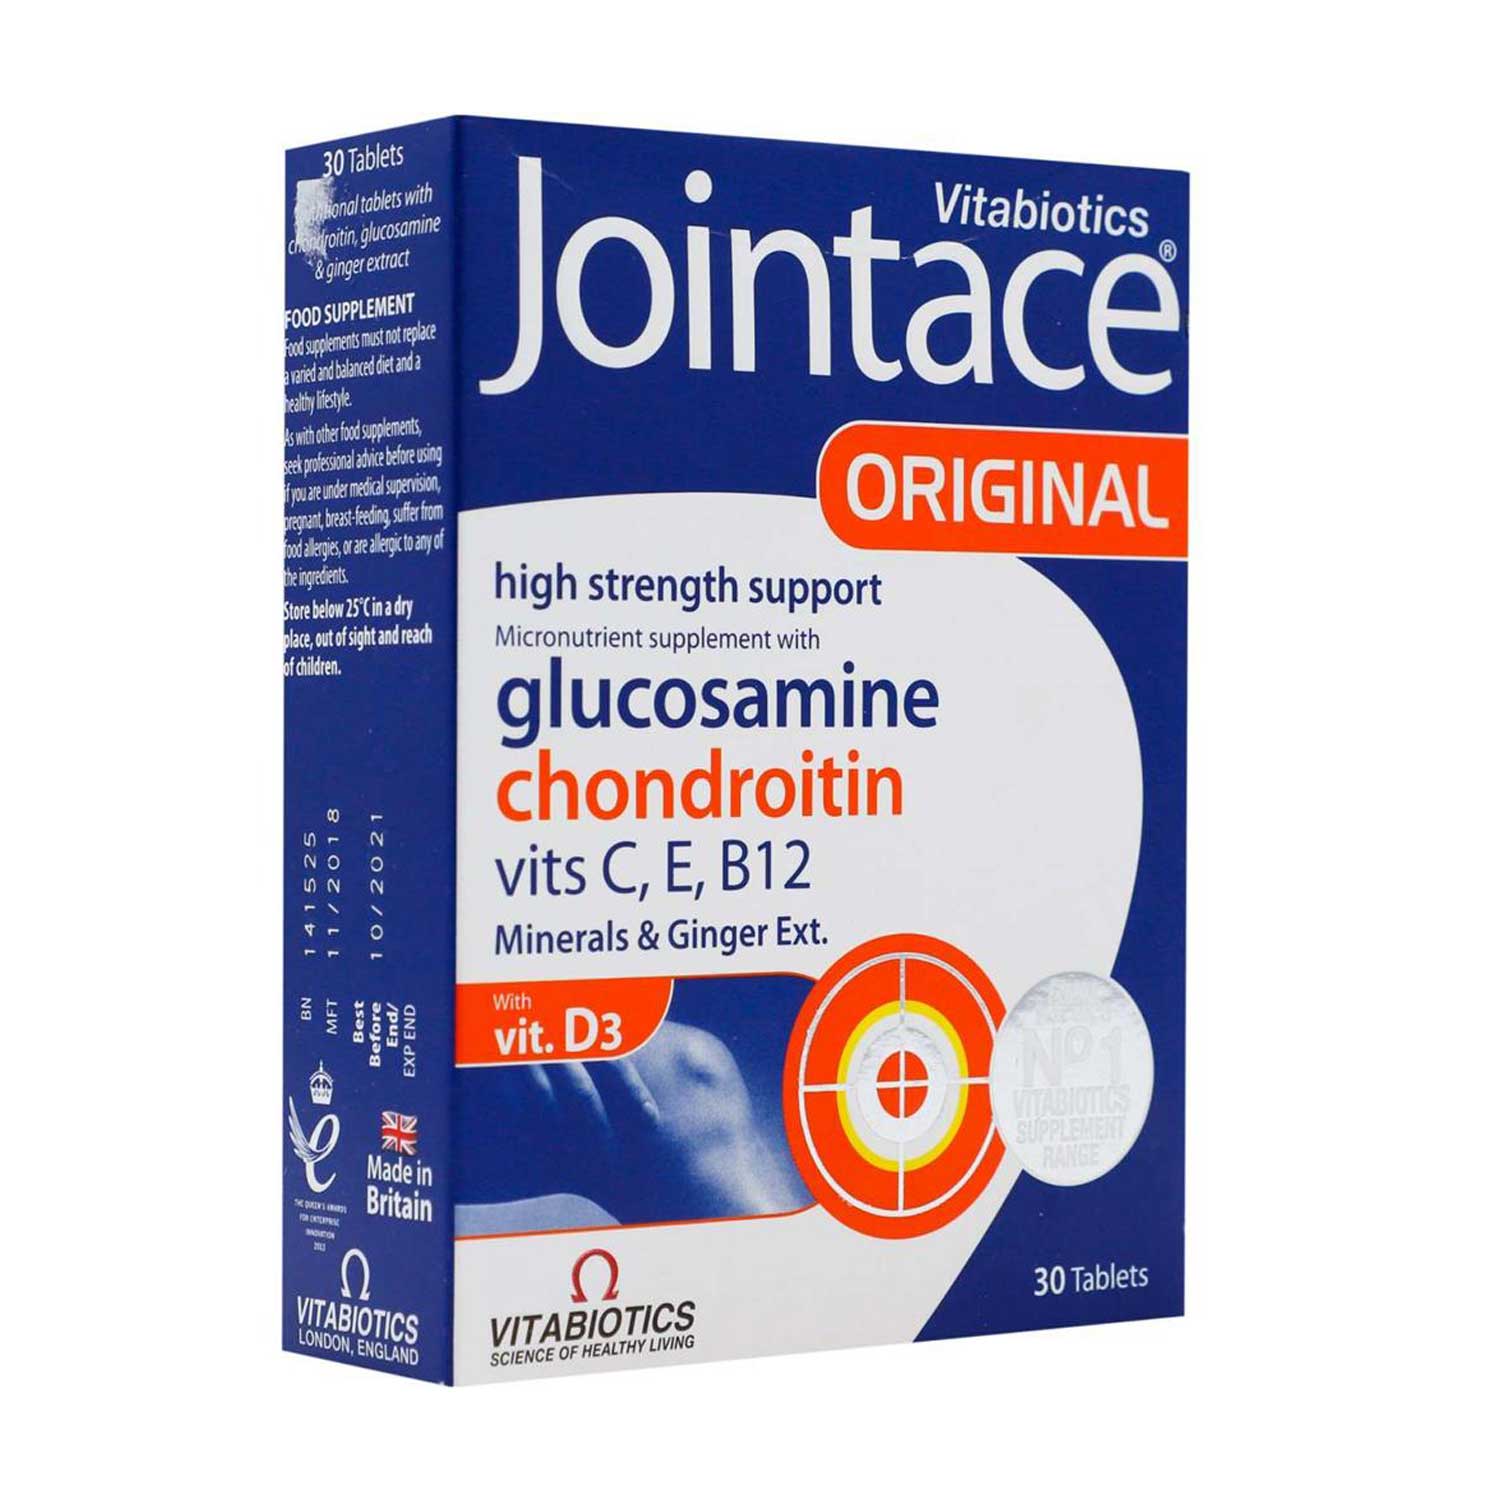 30 Tablets
tablets with
chondroitin, glucosamine
& ginger extract
FOOD SUPPLEMENT
Food supplements must not replace
a varied and balanced diet and a
healthy lifestyle.
As with other food supplements,
seek professional advice before using
if you are under medical supervision,
pregnant, breast-feeding, suffer from
food allergies, or are allergic to any of
the ingredients.
Store below 25°C in a dry
place, out of sight and reach
of children.
BN 141525
MFT 11/2018
Best Before End/ EXP END 10/2021
THE QUEEN'S AWARDS
FOR ENTERPRISE
INNOVATION
Made in
Britain
VITABIOTICS
LONDON, ENGLAND
Vitabiotics
Jointace®
ORIGINAL
high strength support
Micronutrient supplement with
glucosamine
chondroitin
vits C, E, B12
Minerals & Ginger Ext.
With
vit. D3
Nº1
VITABIOTICS
SUPPLEMENT
RANGE
30 Tablets
VITABIOTICS
SCIENCE OF HEALTHY LIVING